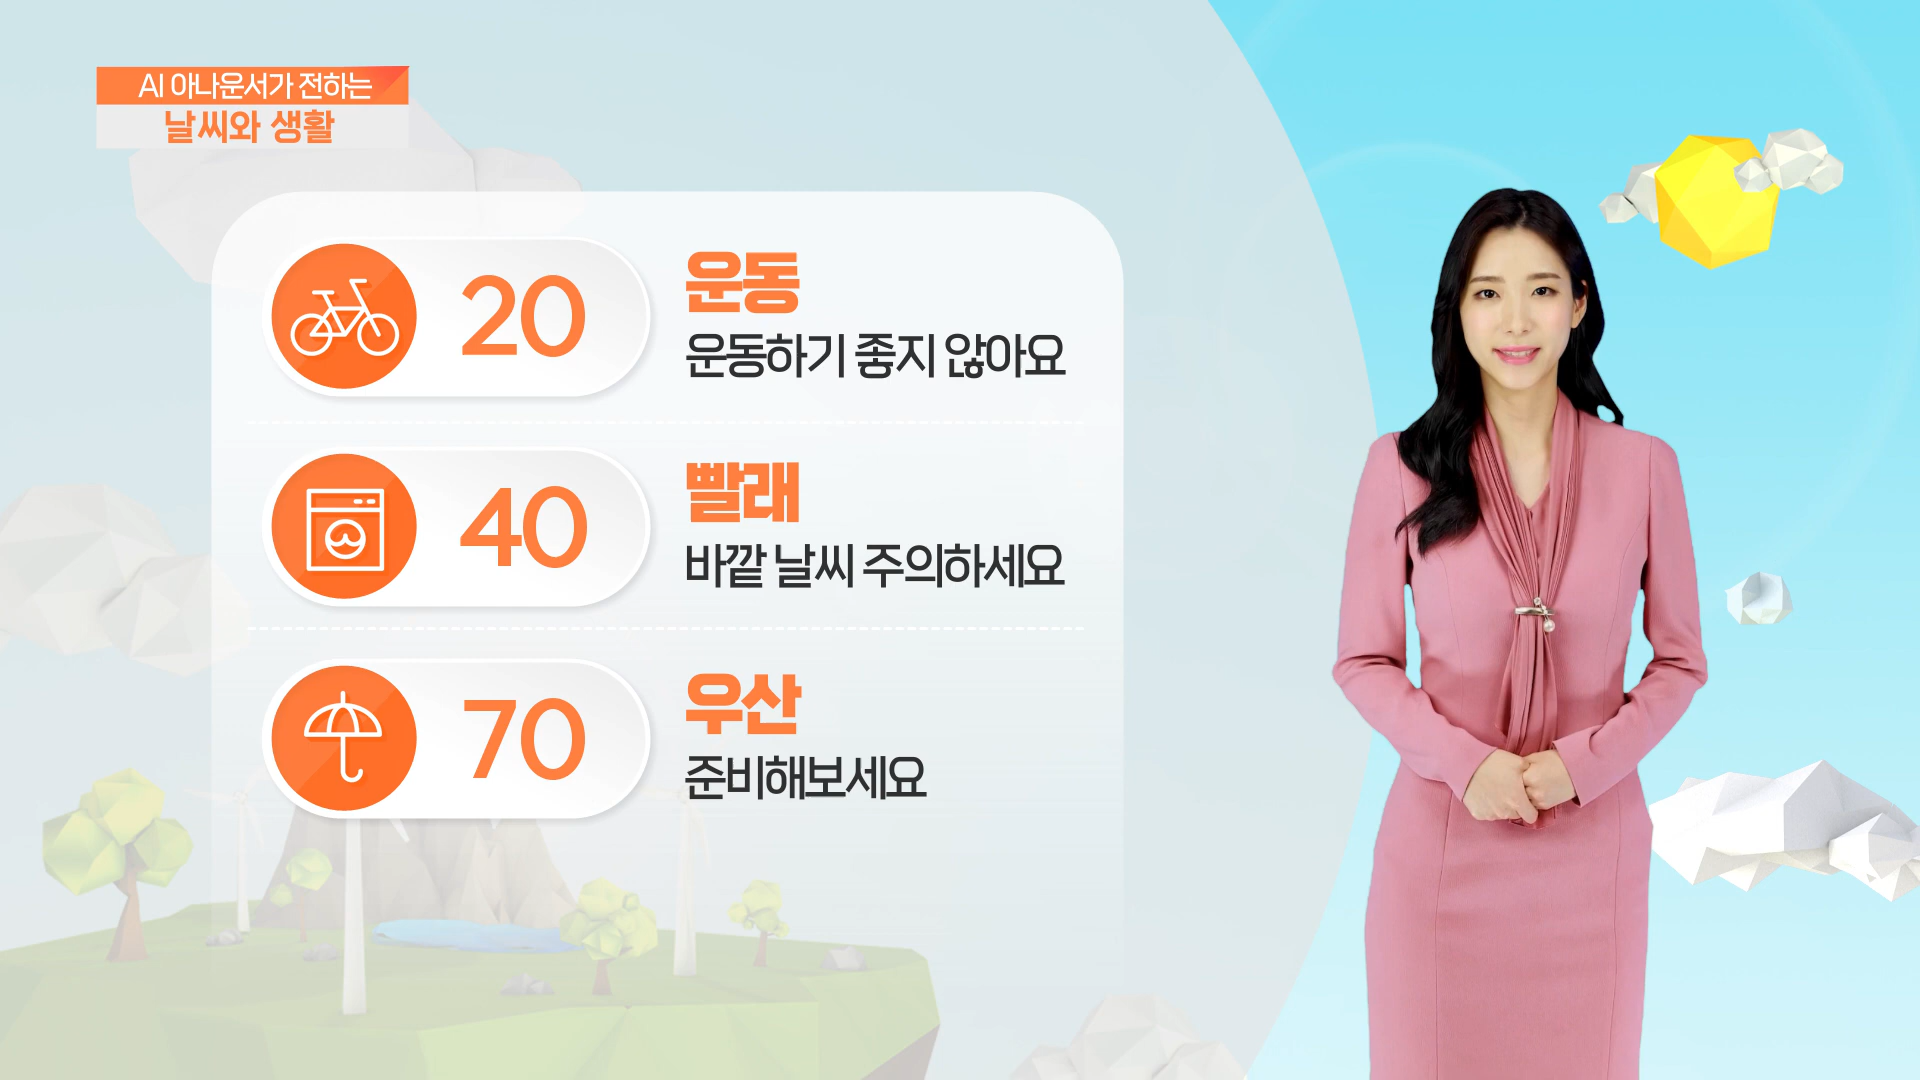 AI 아나운서가 전하는
날씨와 생활
20
운동
운동하기 좋지 않아요
40
빨래
바깥 날씨 주의하세요
70
우산
준비해보세요